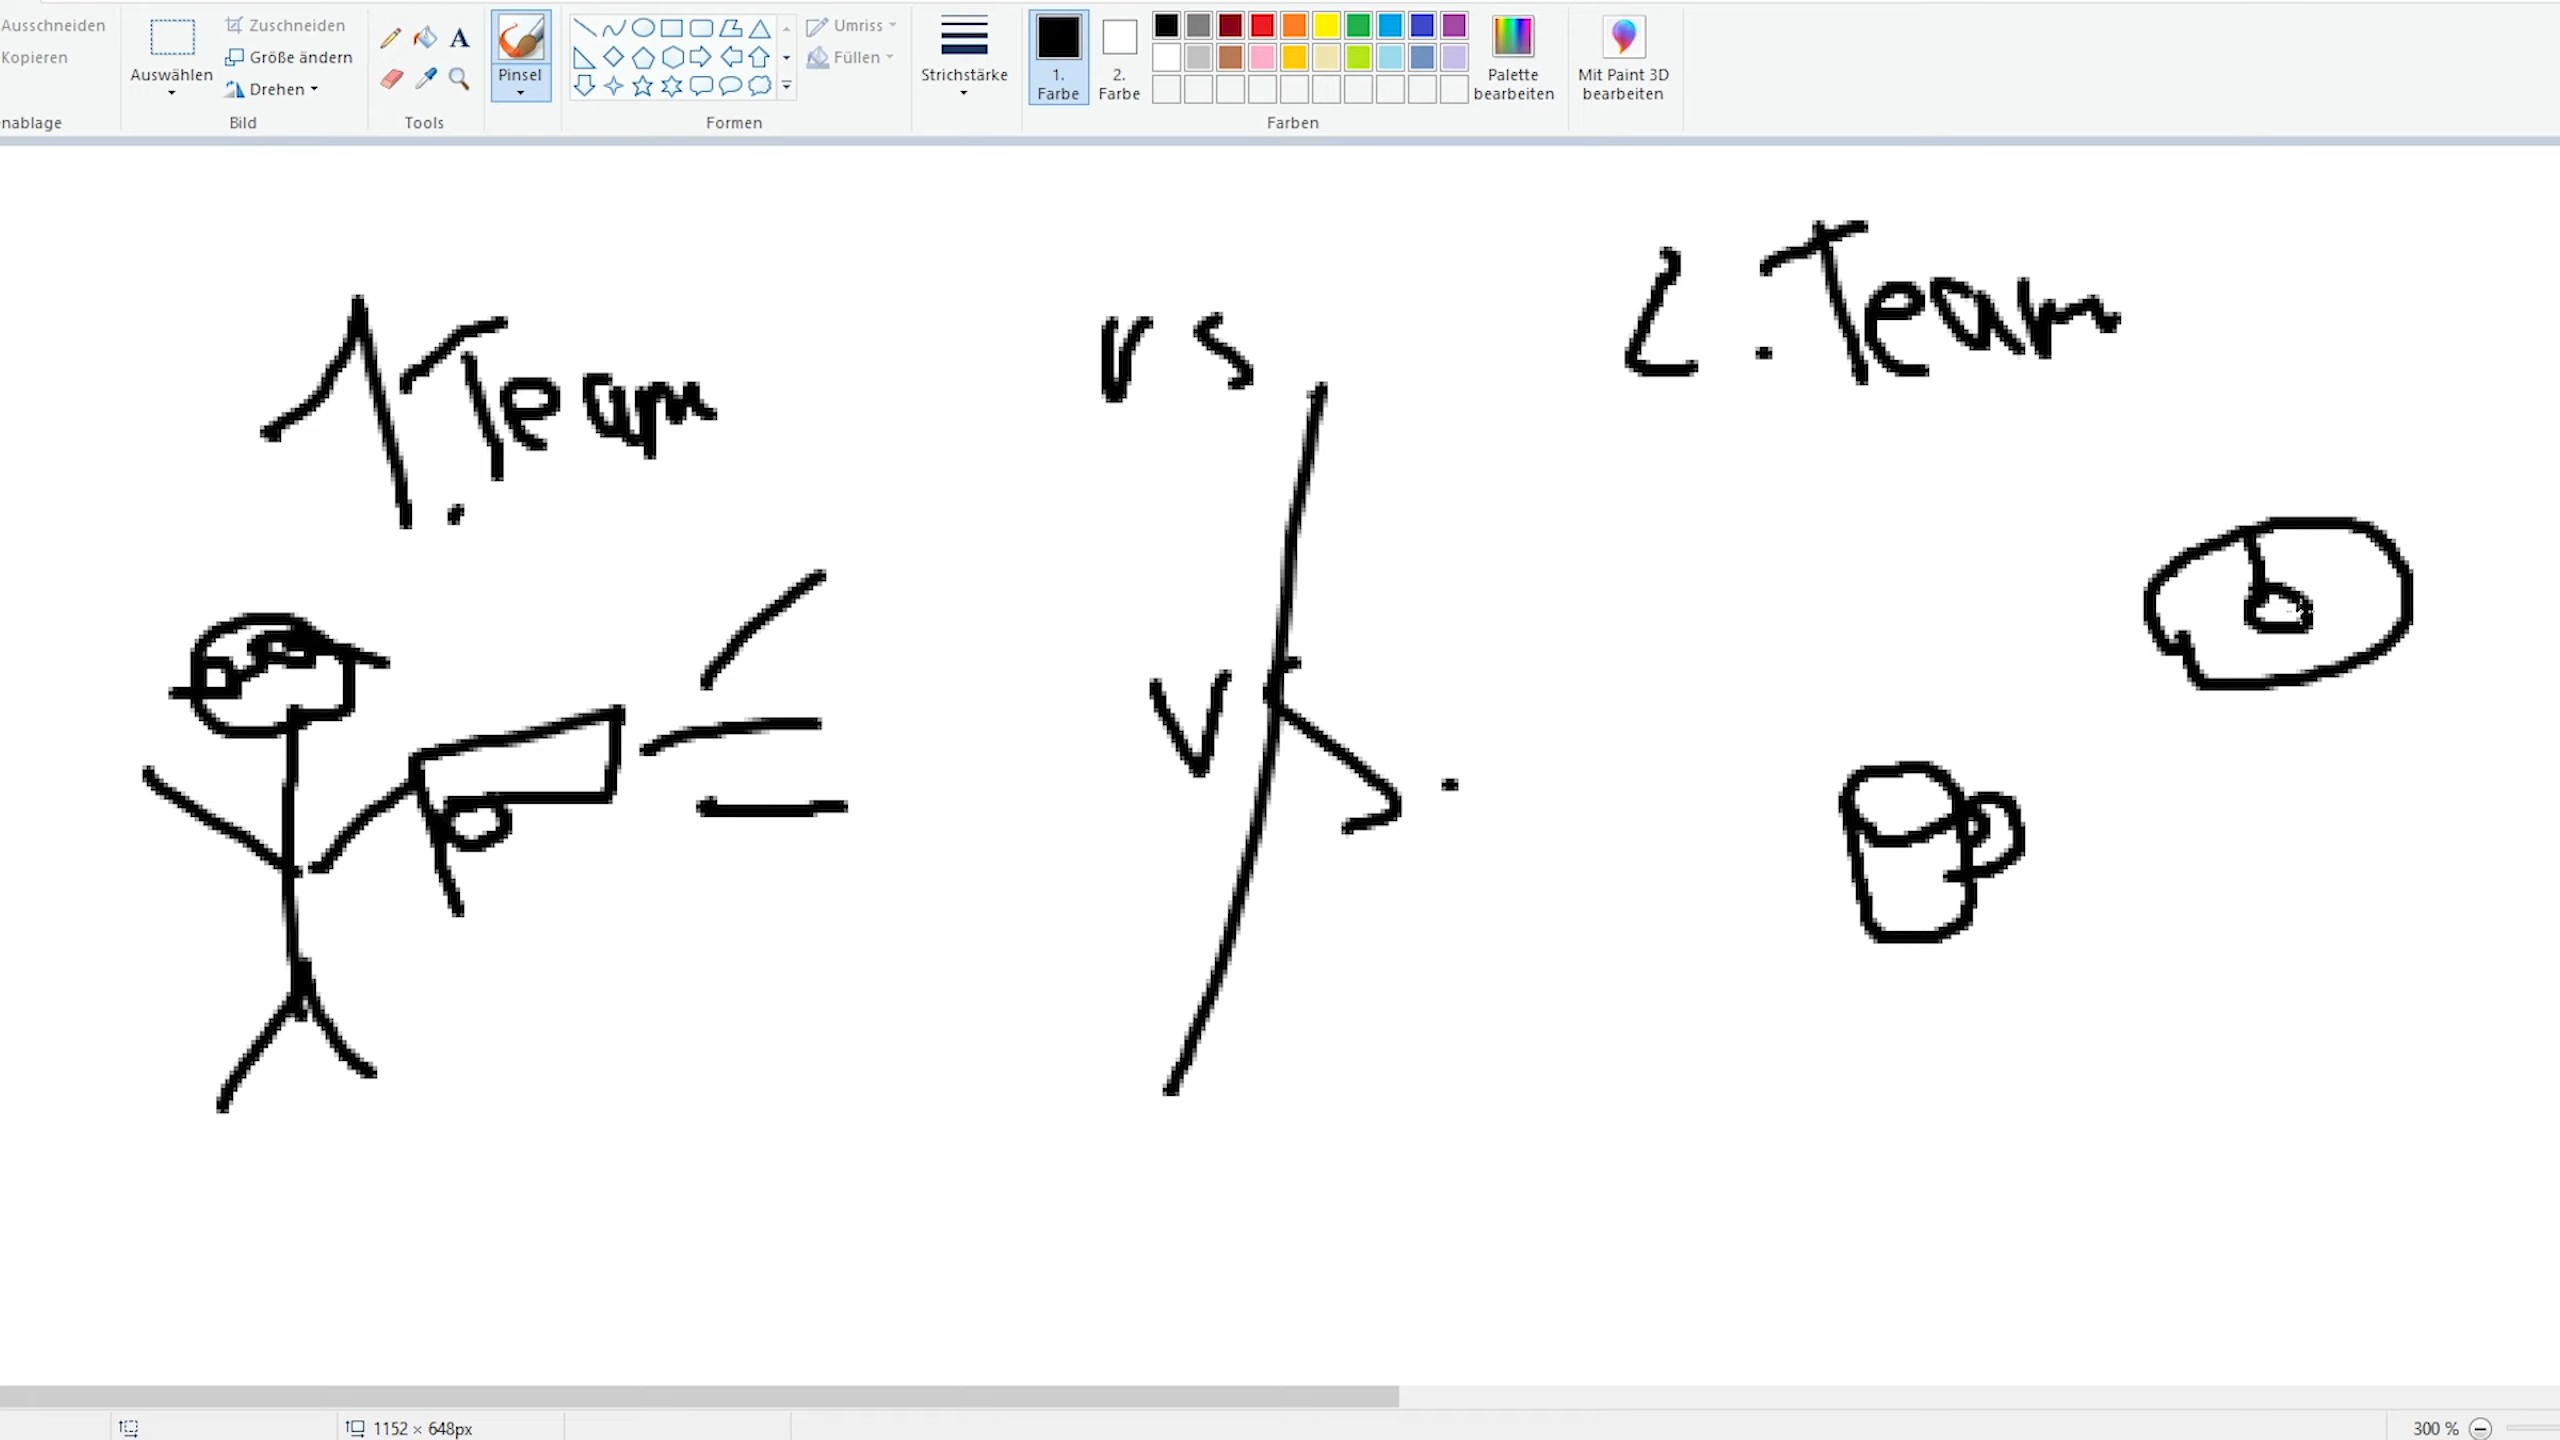 Ausschneiden
Kopieren
nablage
Auswählen
Zuschneiden
Größe ändern
Drehen
Bild
A
Tools
Pinsel
Formen
Umriss
Füllen
Strichstärke
1. Farbe
2. Farbe
Farben
Palette bearbeiten
Mit Paint 3D bearbeiten
1. Team
vs
2. Team
vs.
1152 × 648px
300 %